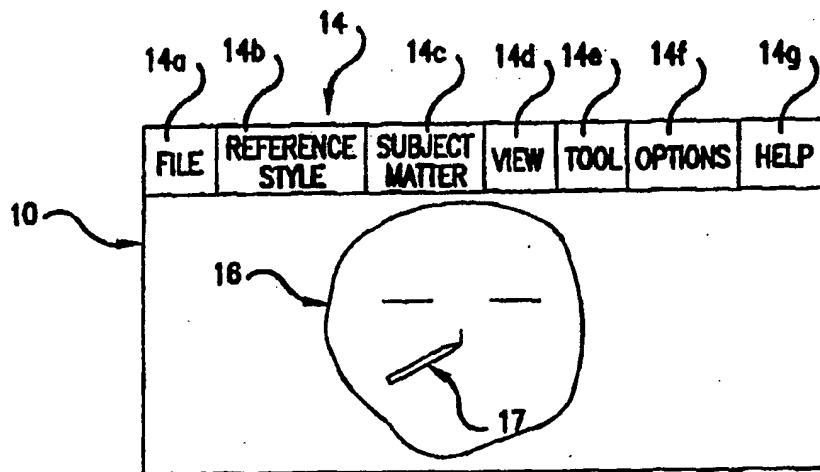 14
14a 14b 14c 14d 14e 14f 14g
FILE REFERENCE STYLE SUBJECT MATTER VIEW TOOL OPTIONS HELP
10
16
17